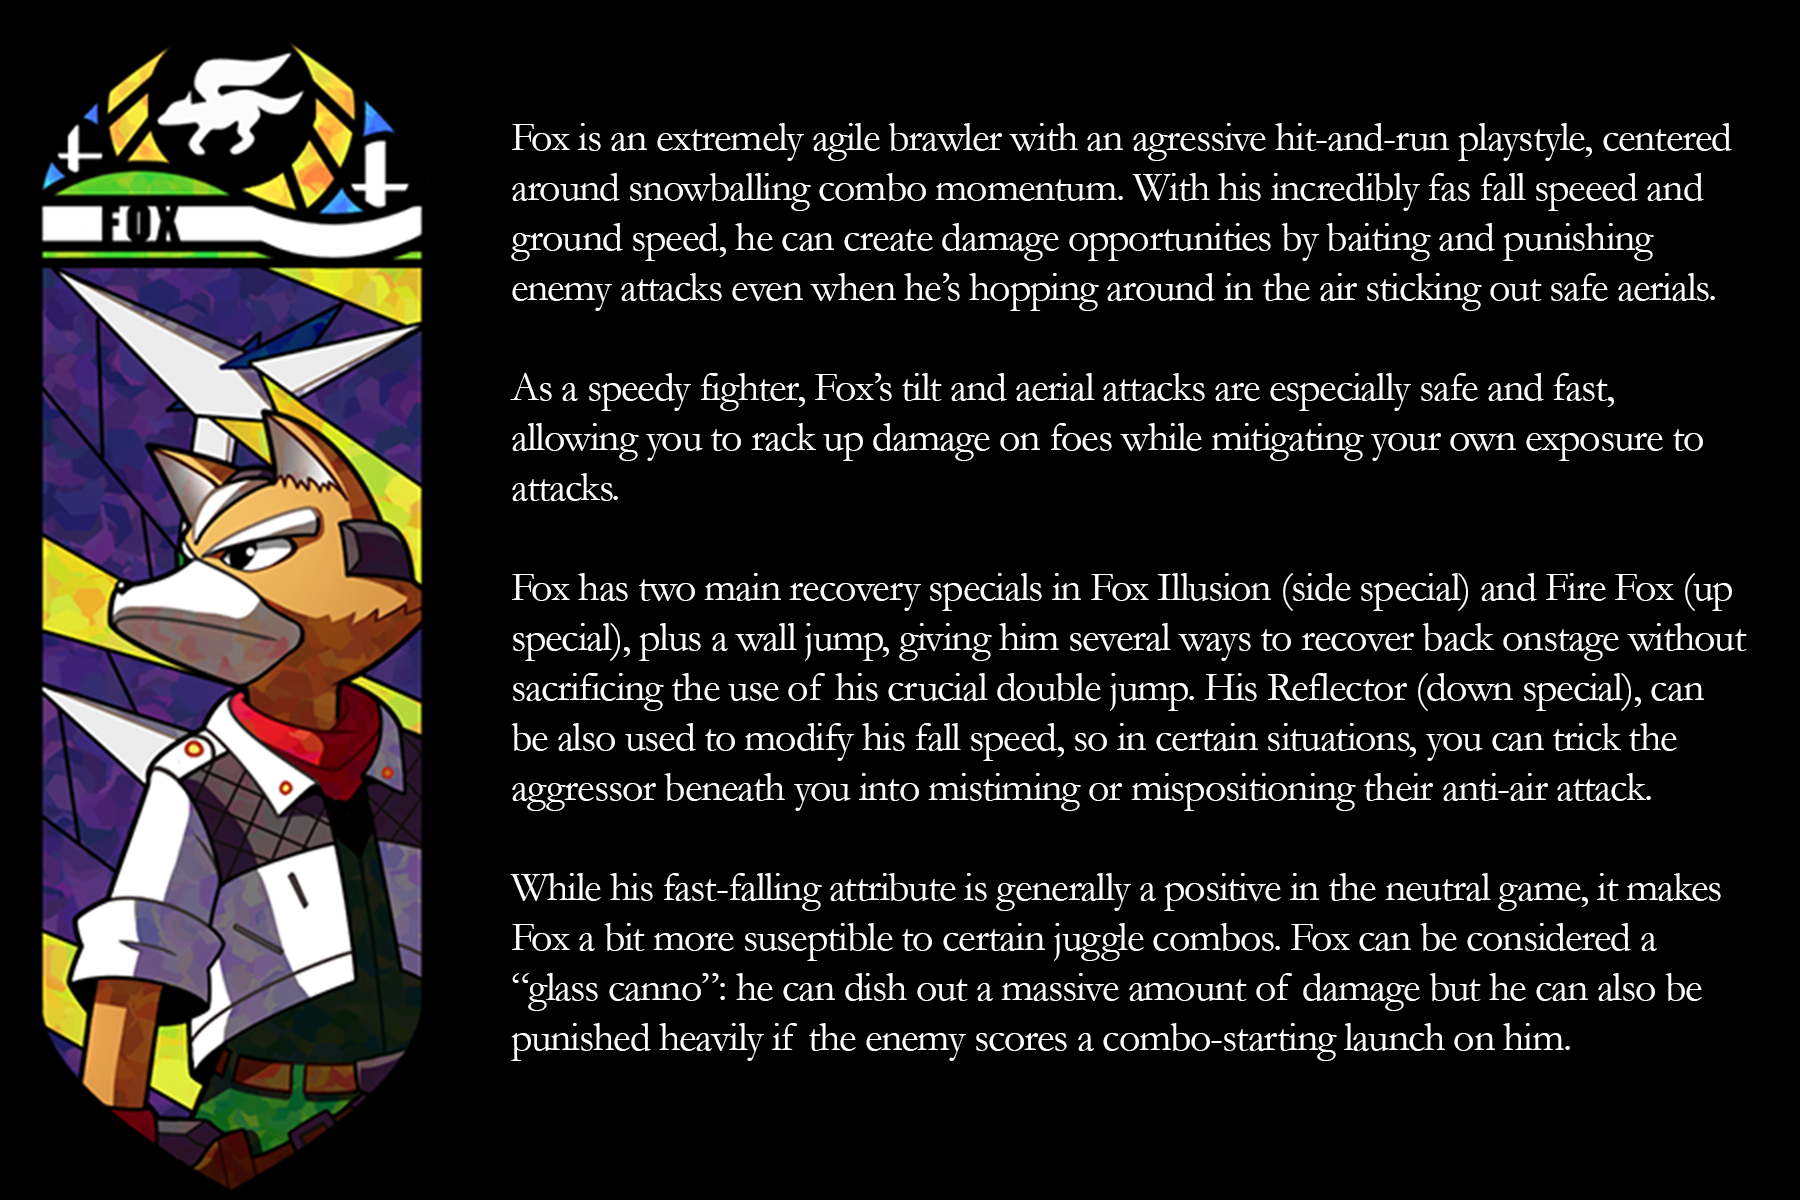 FOX
Fox is an extremely agile brawler with an agressive hit-and-run playstyle, centered
around snowballing combo momentum. With his incredibly fas fall speeed and
ground speed, he can create damage opportunities by baiting and punishing
enemy attacks even when he’s hopping around in the air sticking out safe aerials.
As a speedy fighter, Fox’s tilt and aerial attacks are especially safe and fast,
allowing you to rack up damage on foes while mitigating your own exposure to
attacks.
Fox has two main recovery specials in Fox Illusion (side special) and Fire Fox (up
special), plus a wall jump, giving him several ways to recover back onstage without
sacrificing the use of his crucial double jump. His Reflector (down special), can
be also used to modify his fall speed, so in certain situations, you can trick the
aggressor beneath you into mistiming or mispositioning their anti-air attack.
While his fast-falling attribute is generally a positive in the neutral game, it makes
Fox a bit more suseptible to certain juggle combos. Fox can be considered a
“glass canno”: he can dish out a massive amount of damage but he can also be
punished heavily if the enemy scores a combo-starting launch on him.